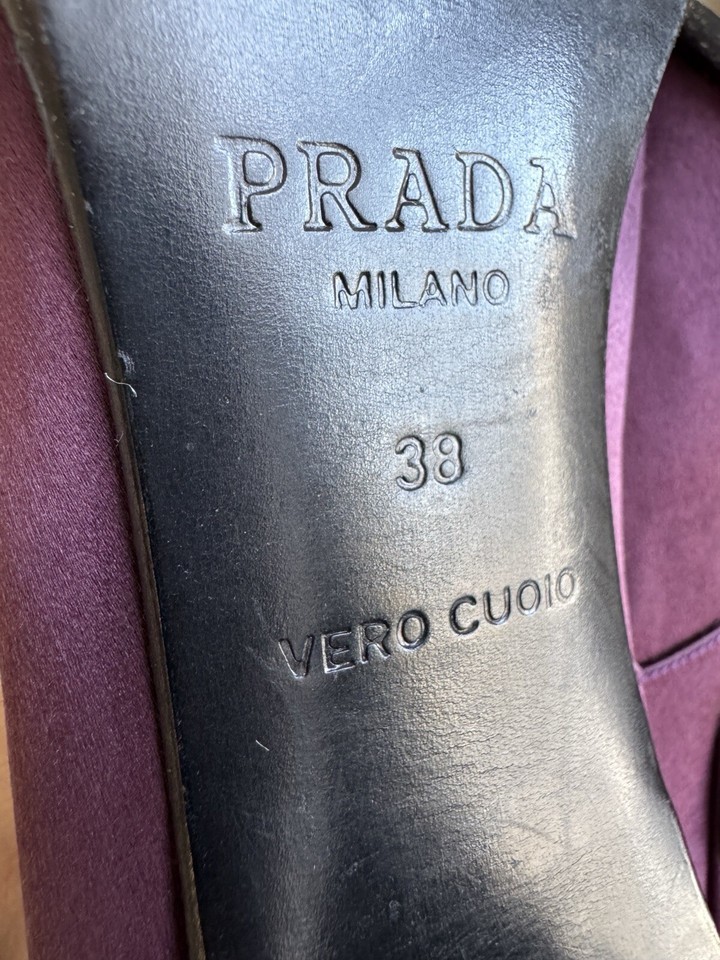 PRADA
MILANO
38
VERO CUOIO